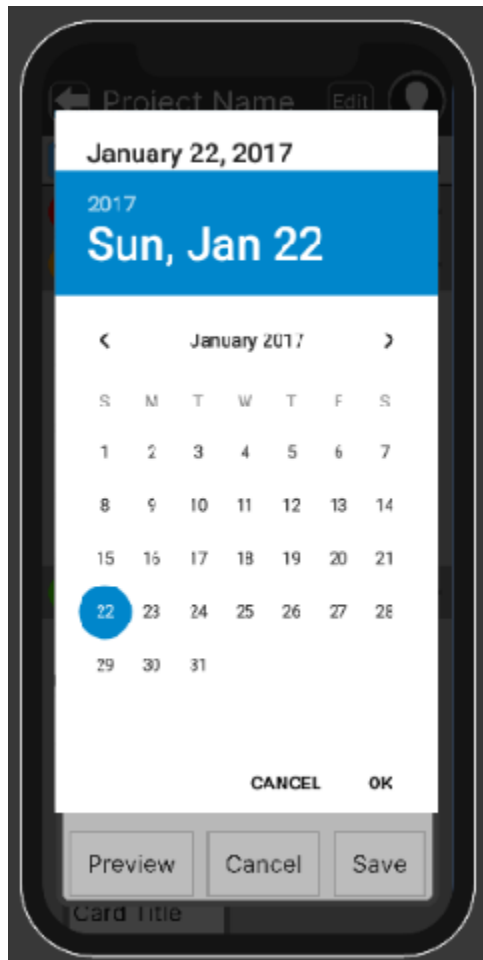 Project Name Edit
January 22, 2017
2017
Sun, Jan 22
< January 2017 >
S M T W T F S
1 2 3 4 5 6 7
8 9 10 11 12 13 14
15 16 17 18 19 20 21
22 23 24 25 26 27 28
29 30 31
CANCEL OK
Preview Cancel Save
Card Title